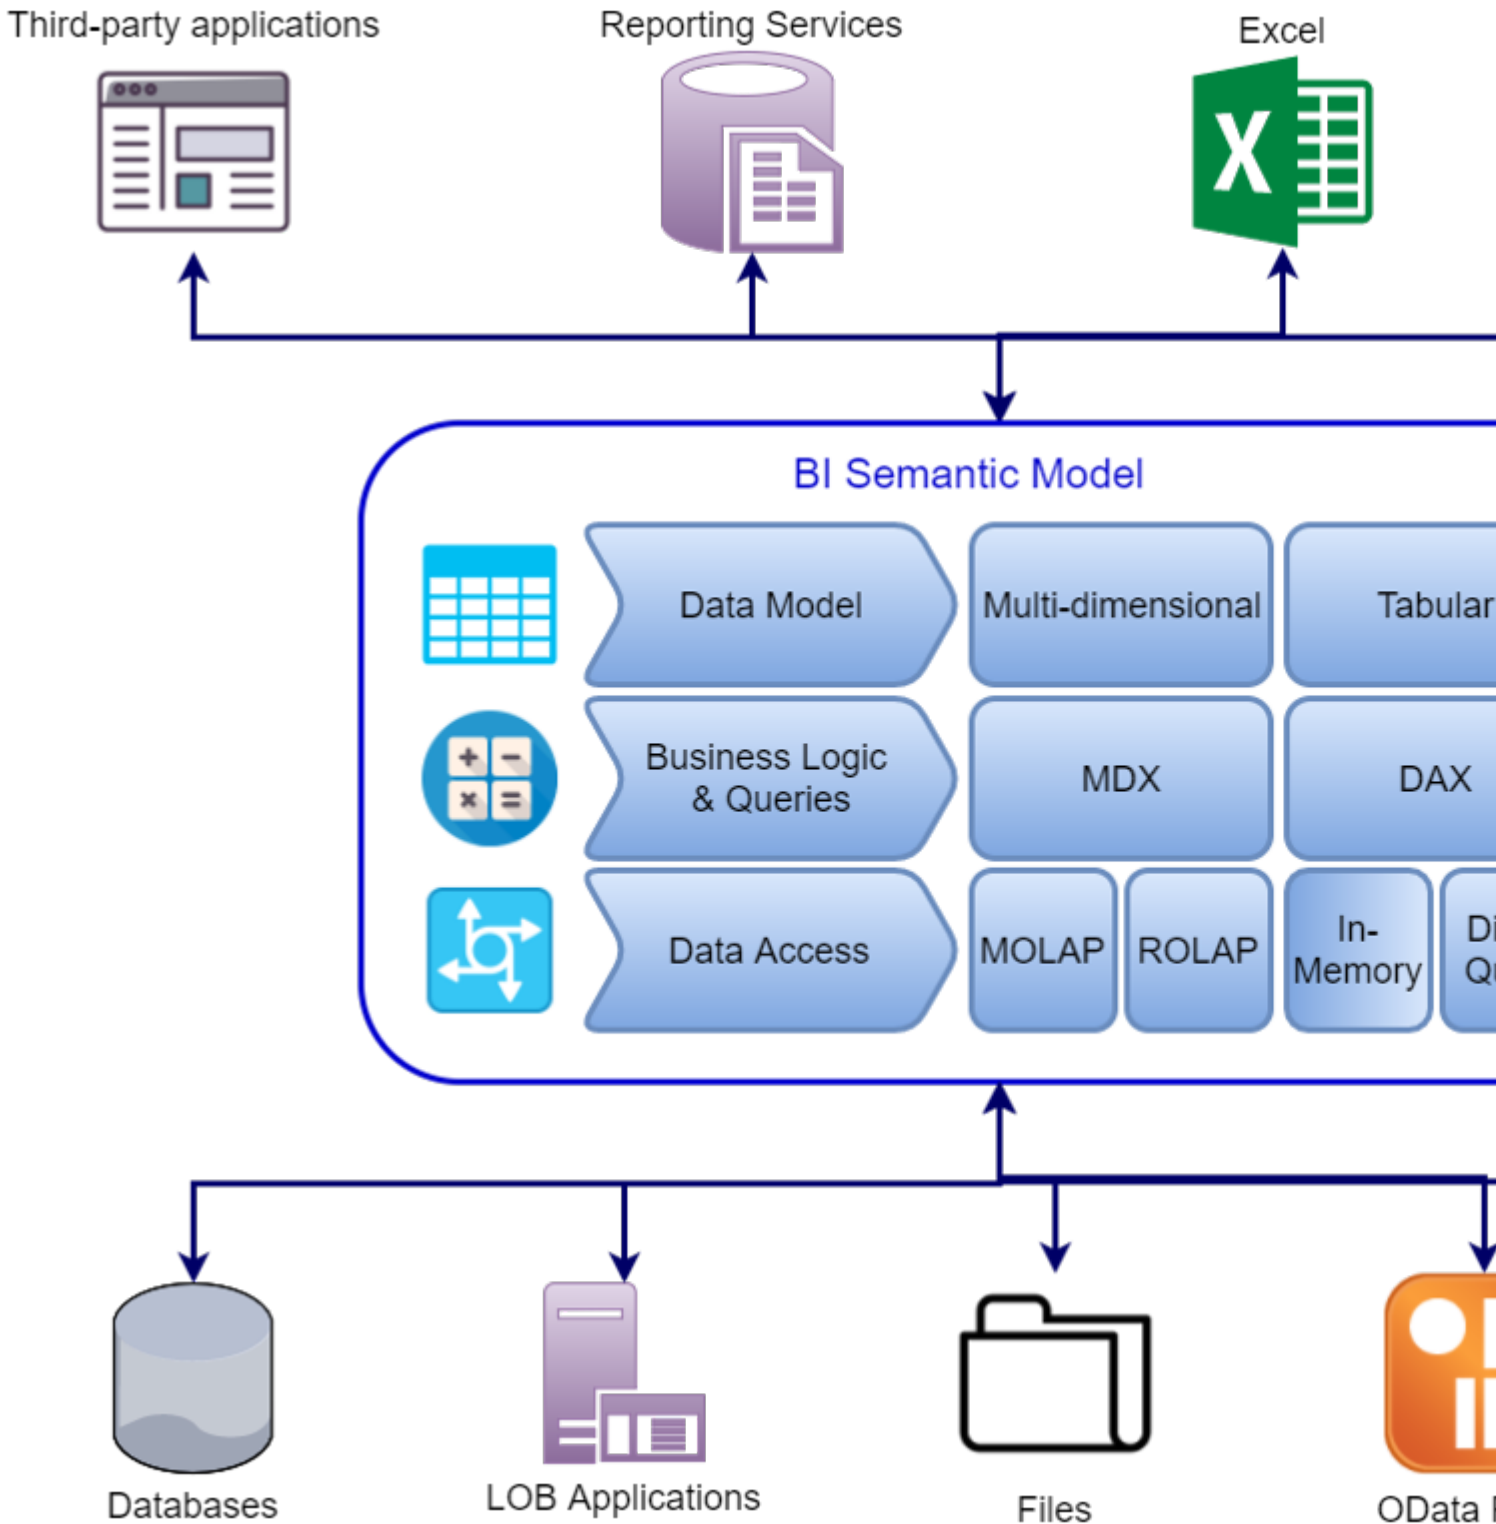 Third-party applications
Reporting Services
Excel
X
BI Semantic Model
Data Model
Multi-dimensional
Tabular
Business Logic
& Queries
MDX
DAX
Data Access
MOLAP
ROLAP
In-
Memory
Databases
LOB Applications
Files
OData